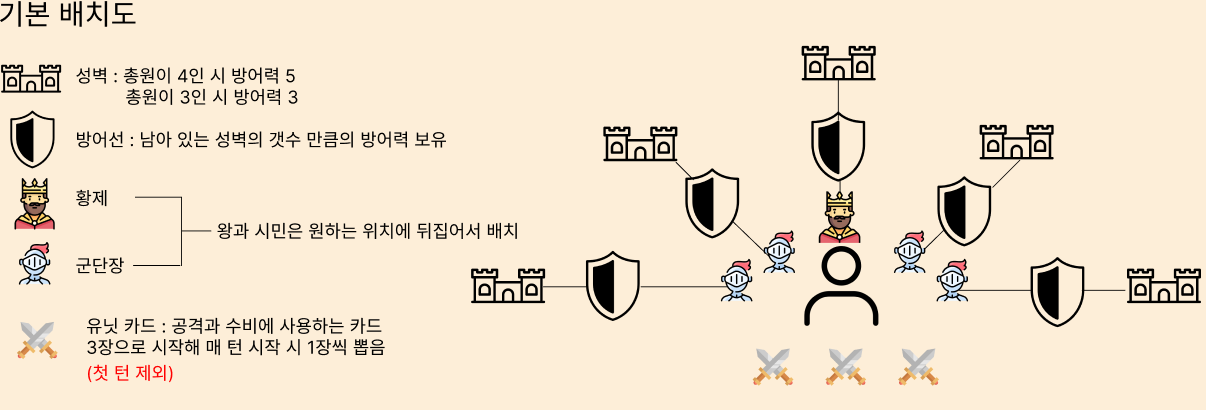 기본 배치도
성벽 : 총원이 4인 시 방어력 5
총원이 3인 시 방어력 3
방어선 : 남아 있는 성벽의 갯수 만큼의 방어력 보유
황제
왕과 시민은 원하는 위치에 뒤집어서 배치
군단장
유닛 카드 : 공격과 수비에 사용하는 카드
3장으로 시작해 매 턴 시작 시 1장씩 뽑음
(첫 턴 제외)